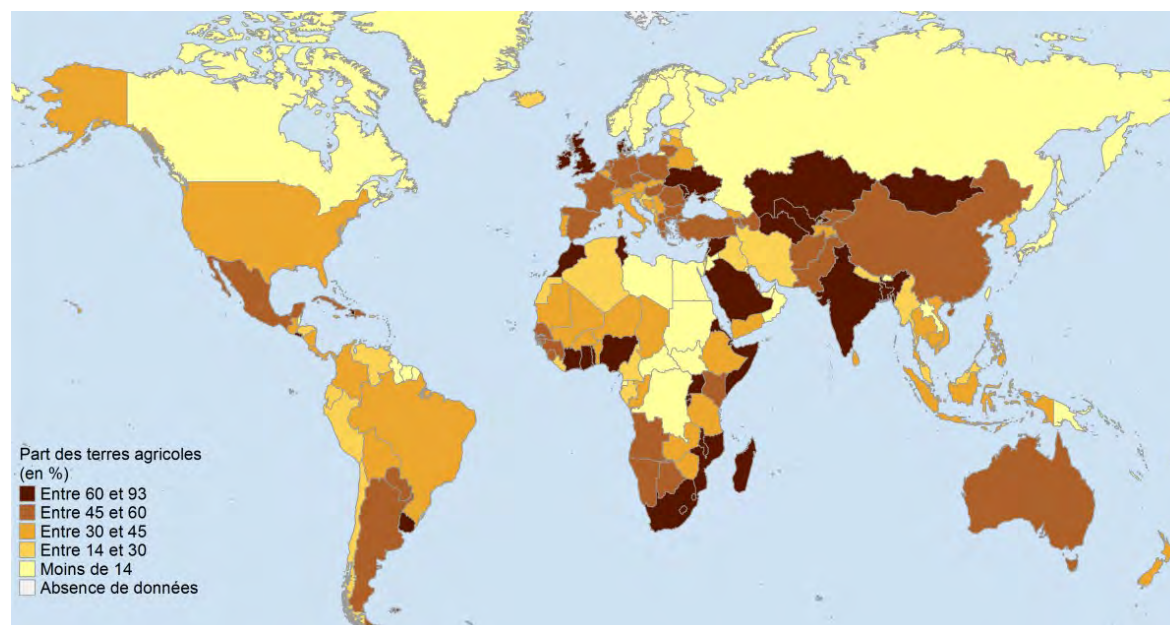 Part des terres agricoles
(en %)
Entre 60 et 93
Entre 45 et 60
Entre 30 et 45
Entre 14 et 30
Moins de 14
Absence de données